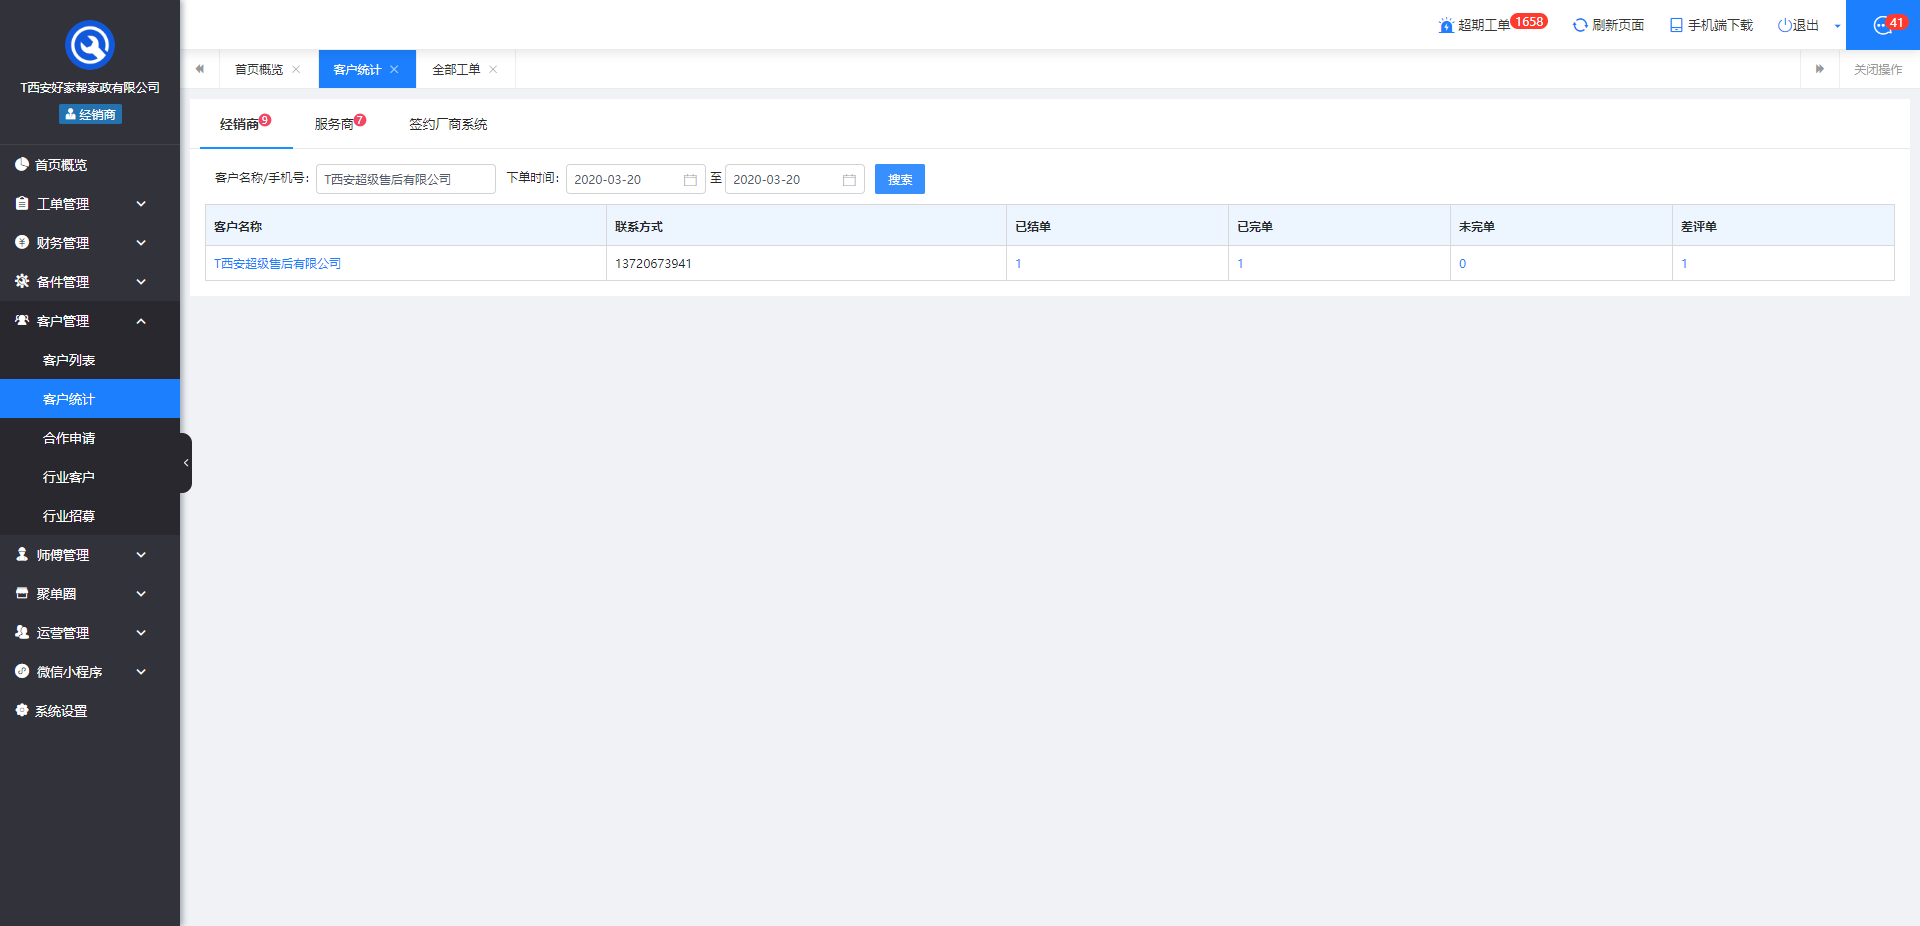 T西安好家帮家政有限公司
经销商
首页概览
工单管理
财务管理
备件管理
客户管理
客户列表
客户统计
合作申请
行业客户
行业招募
师傅管理
聚单圈
运营管理
微信小程序
系统设置
超期工单 1658 刷新页面 手机端下载 退出 41
首页概览 客户统计 全部工单 关闭操作
经销商 9 服务商 7 签约厂商系统
客户名称/手机号: T西安超级售后有限公司 下单时间: 2020-03-20 至 2020-03-20 搜索
客户名称 联系方式 已结单 已完单 未完单 差评单
T西安超级售后有限公司 13720673941 1 1 0 1